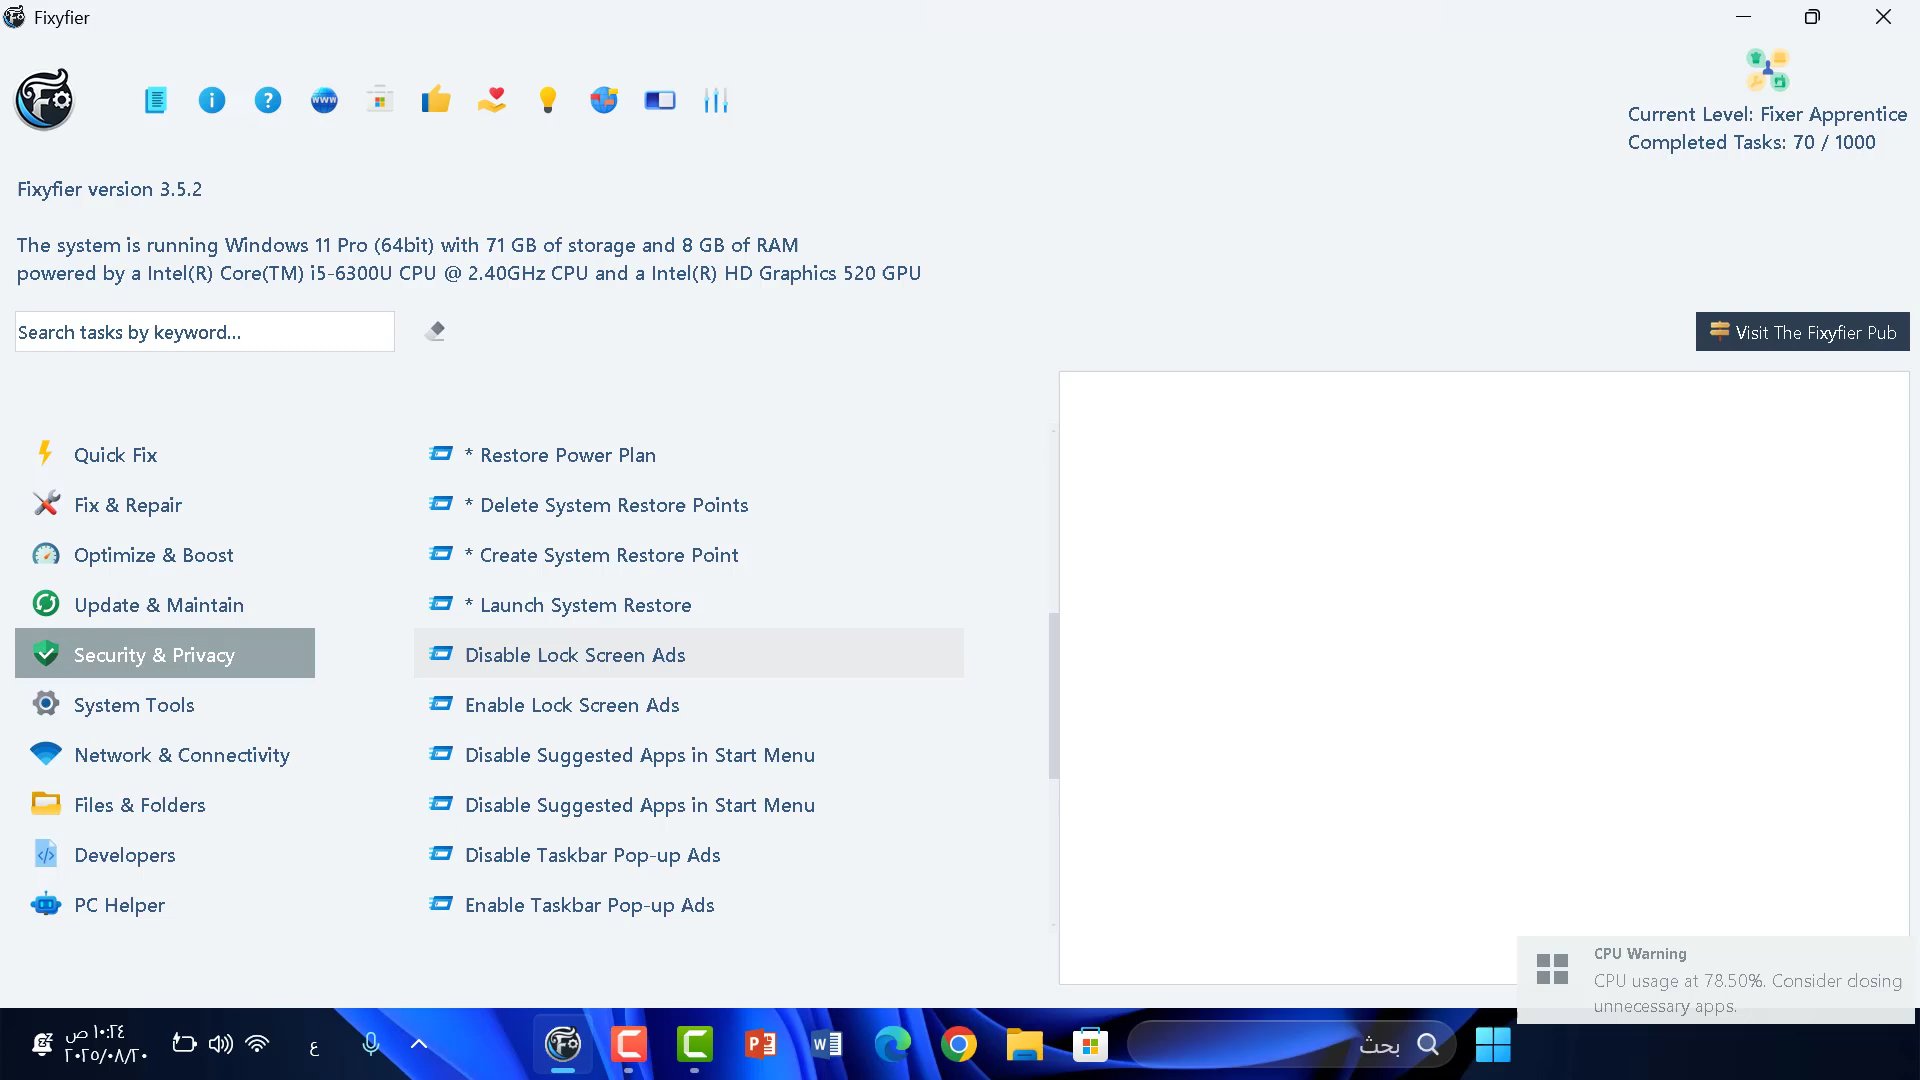 Fixyfier
WWW
Current Level: Fixer Apprentice
Completed Tasks: 70 / 1000
Fixyfier version 3.5.2
The system is running Windows 11 Pro (64bit) with 71 GB of storage and 8 GB of RAM
powered by a Intel(R) Core(TM) i5-6300U CPU @ 2.40GHz CPU and a Intel(R) HD Graphics 520 GPU
Search tasks by keyword...
Visit The Fixyfier Pub
Quick Fix
Fix & Repair
Optimize & Boost
Update & Maintain
Security & Privacy
System Tools
Network & Connectivity
Files & Folders
Developers
PC Helper
* Restore Power Plan
* Delete System Restore Points
* Create System Restore Point
* Launch System Restore
Disable Lock Screen Ads
Enable Lock Screen Ads
Disable Suggested Apps in Start Menu
Disable Suggested Apps in Start Menu
Disable Taskbar Pop-up Ads
Enable Taskbar Pop-up Ads
CPU Warning
CPU usage at 78.50%. Consider closing
unnecessary apps.
١٠:٢٤ ص
٢٠٢٥/٠٨/٢٠
ع
بحث